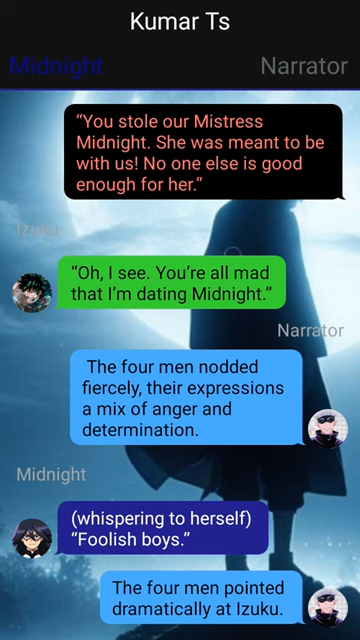 Kumar Ts
Midnight
Narrator
“You stole our Mistress
Midnight. She was meant to be
with us! No one else is good
enough for her.”
Izuku
“Oh, I see. You’re all mad
that I’m dating Midnight.”
Narrator
The four men nodded
fiercely, their expressions
a mix of anger and
determination.
Midnight
(whispering to herself)
“Foolish boys.”
The four men pointed
dramatically at Izuku.